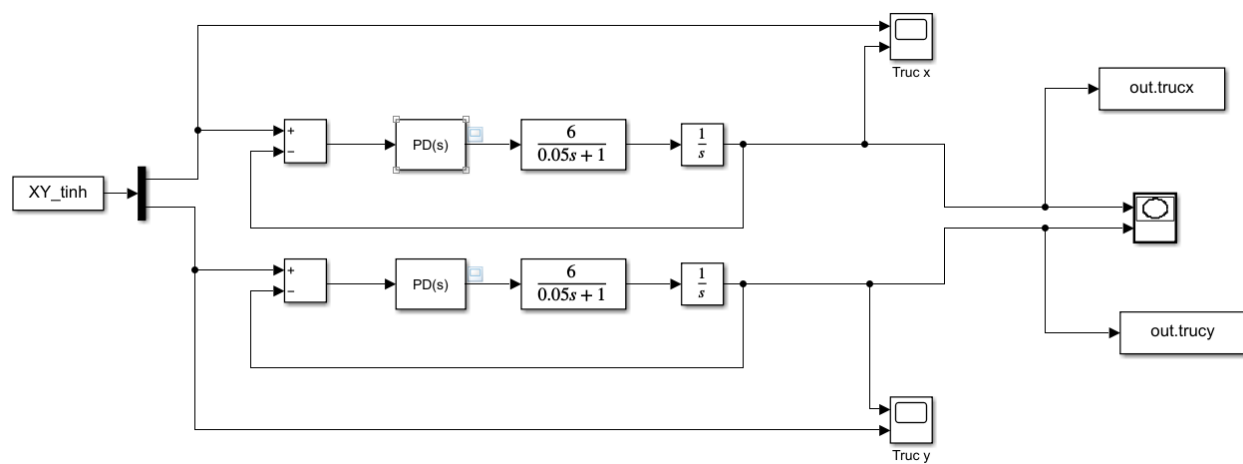 Truc x
out.trucx
+
−
PD(s)
6
0.05s + 1
1
s
XY_tinh
+
−
PD(s)
6
0.05s + 1
1
s
out.trucy
Truc y